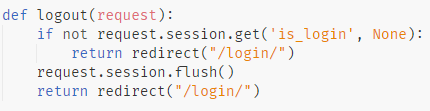 def logout(request):
    if not request.session.get('is_login', None):
        return redirect("/login/")
    request.session.flush()
    return redirect("/login/")